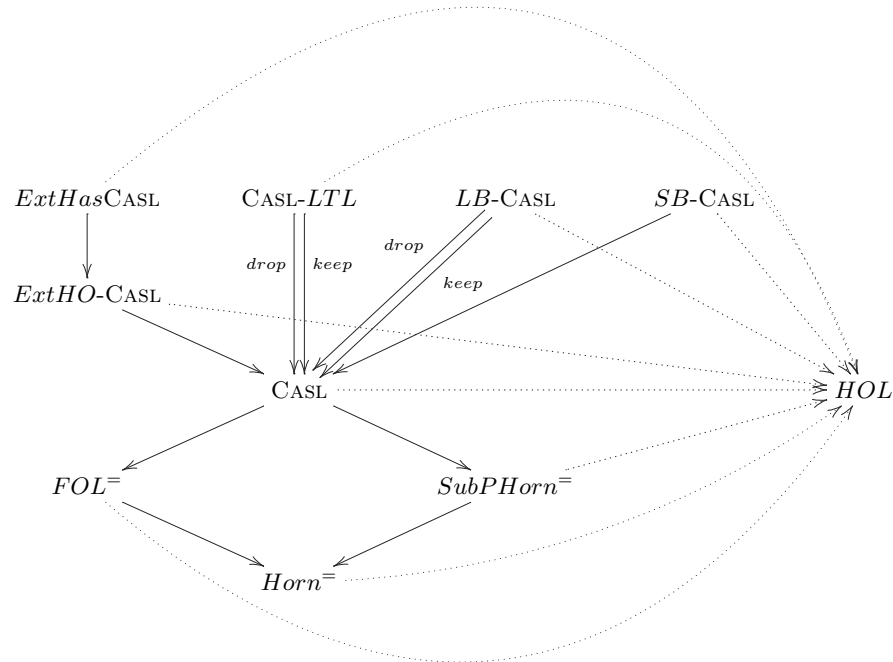 ExtHasCASL CASL-LTL LB-CASL SB-CASL
drop keep drop
keep
ExtHO-CASL
CASL HOL
FOL= SubPHorn=
Horn=